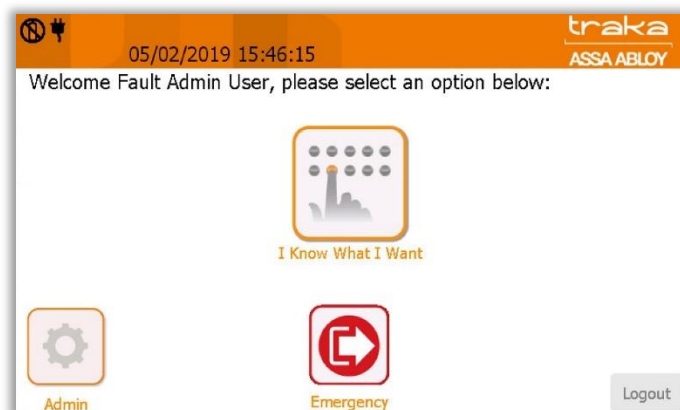 traka
05/02/2019 15:46:15
ASSA ABLOY
Welcome Fault Admin User, please select an option below:
I Know What I Want
Admin
Emergency
Logout